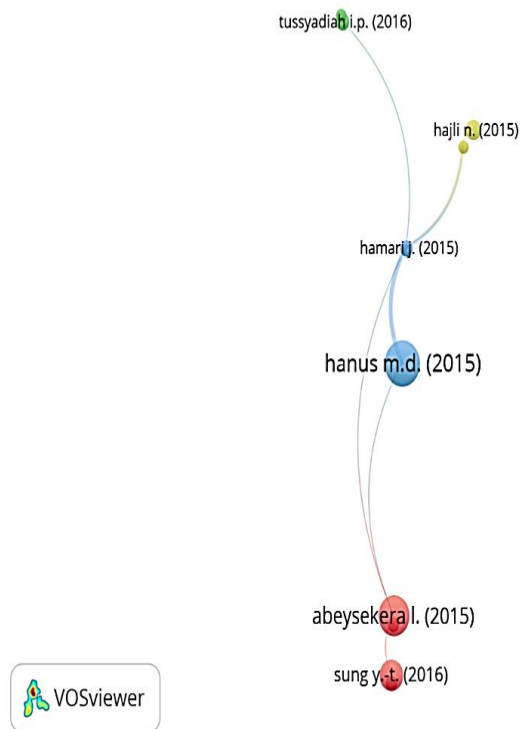 tussyadiah i.p. (2016)
hajli n. (2015)
hamari j. (2015)
hanus m.d. (2015)
abeysekera l. (2015)
sung y.-t. (2016)
VOSviewer